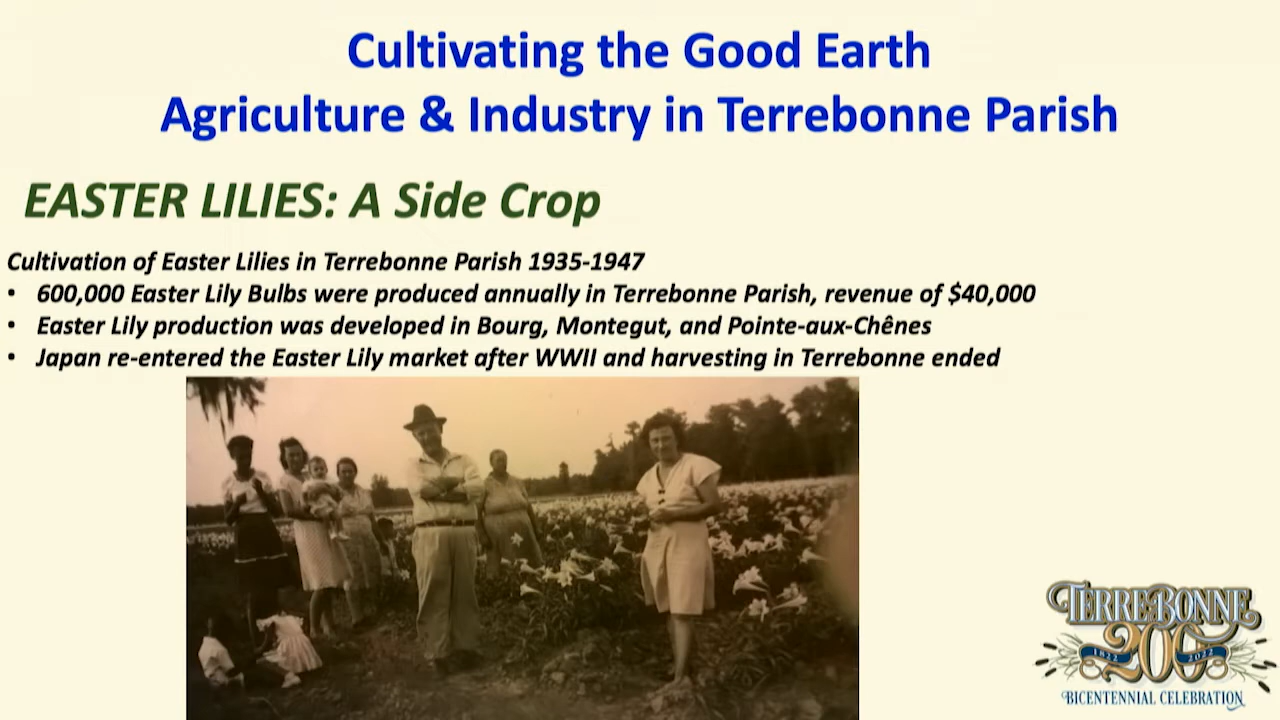 Cultivating the Good Earth
Agriculture & Industry in Terrebonne Parish
EASTER LILIES: A Side Crop
Cultivation of Easter Lilies in Terrebonne Parish 1935-1947
• 600,000 Easter Lily Bulbs were produced annually in Terrebonne Parish, revenue of $40,000
• Easter Lily production was developed in Bourg, Montegut, and Pointe-aux-Chênes
• Japan re-entered the Easter Lily market after WWII and harvesting in Terrebonne ended
TERREBONNE
200
1822 2022
BICENTENNIAL CELEBRATION